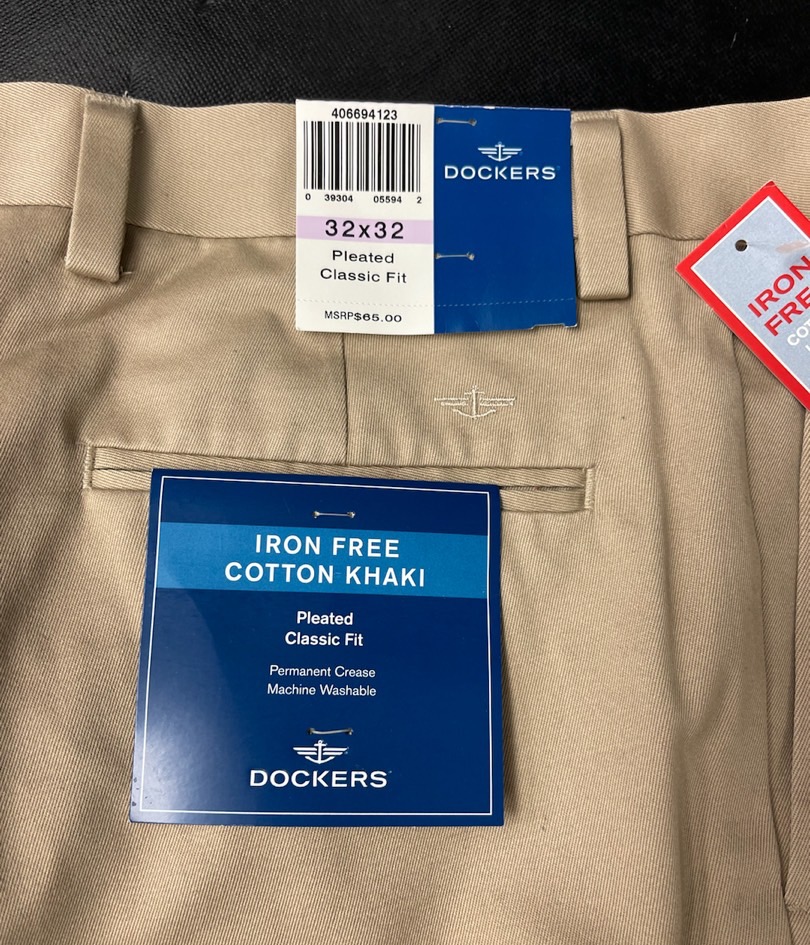 406694123
0 39304 05594 2
32x32
Pleated
Classic Fit
MSRP$65.00
DOCKERS
IRON
FRE
CO
IRON FREE
COTTON KHAKI
Pleated
Classic Fit
Permanent Crease
Machine Washable
DOCKERS